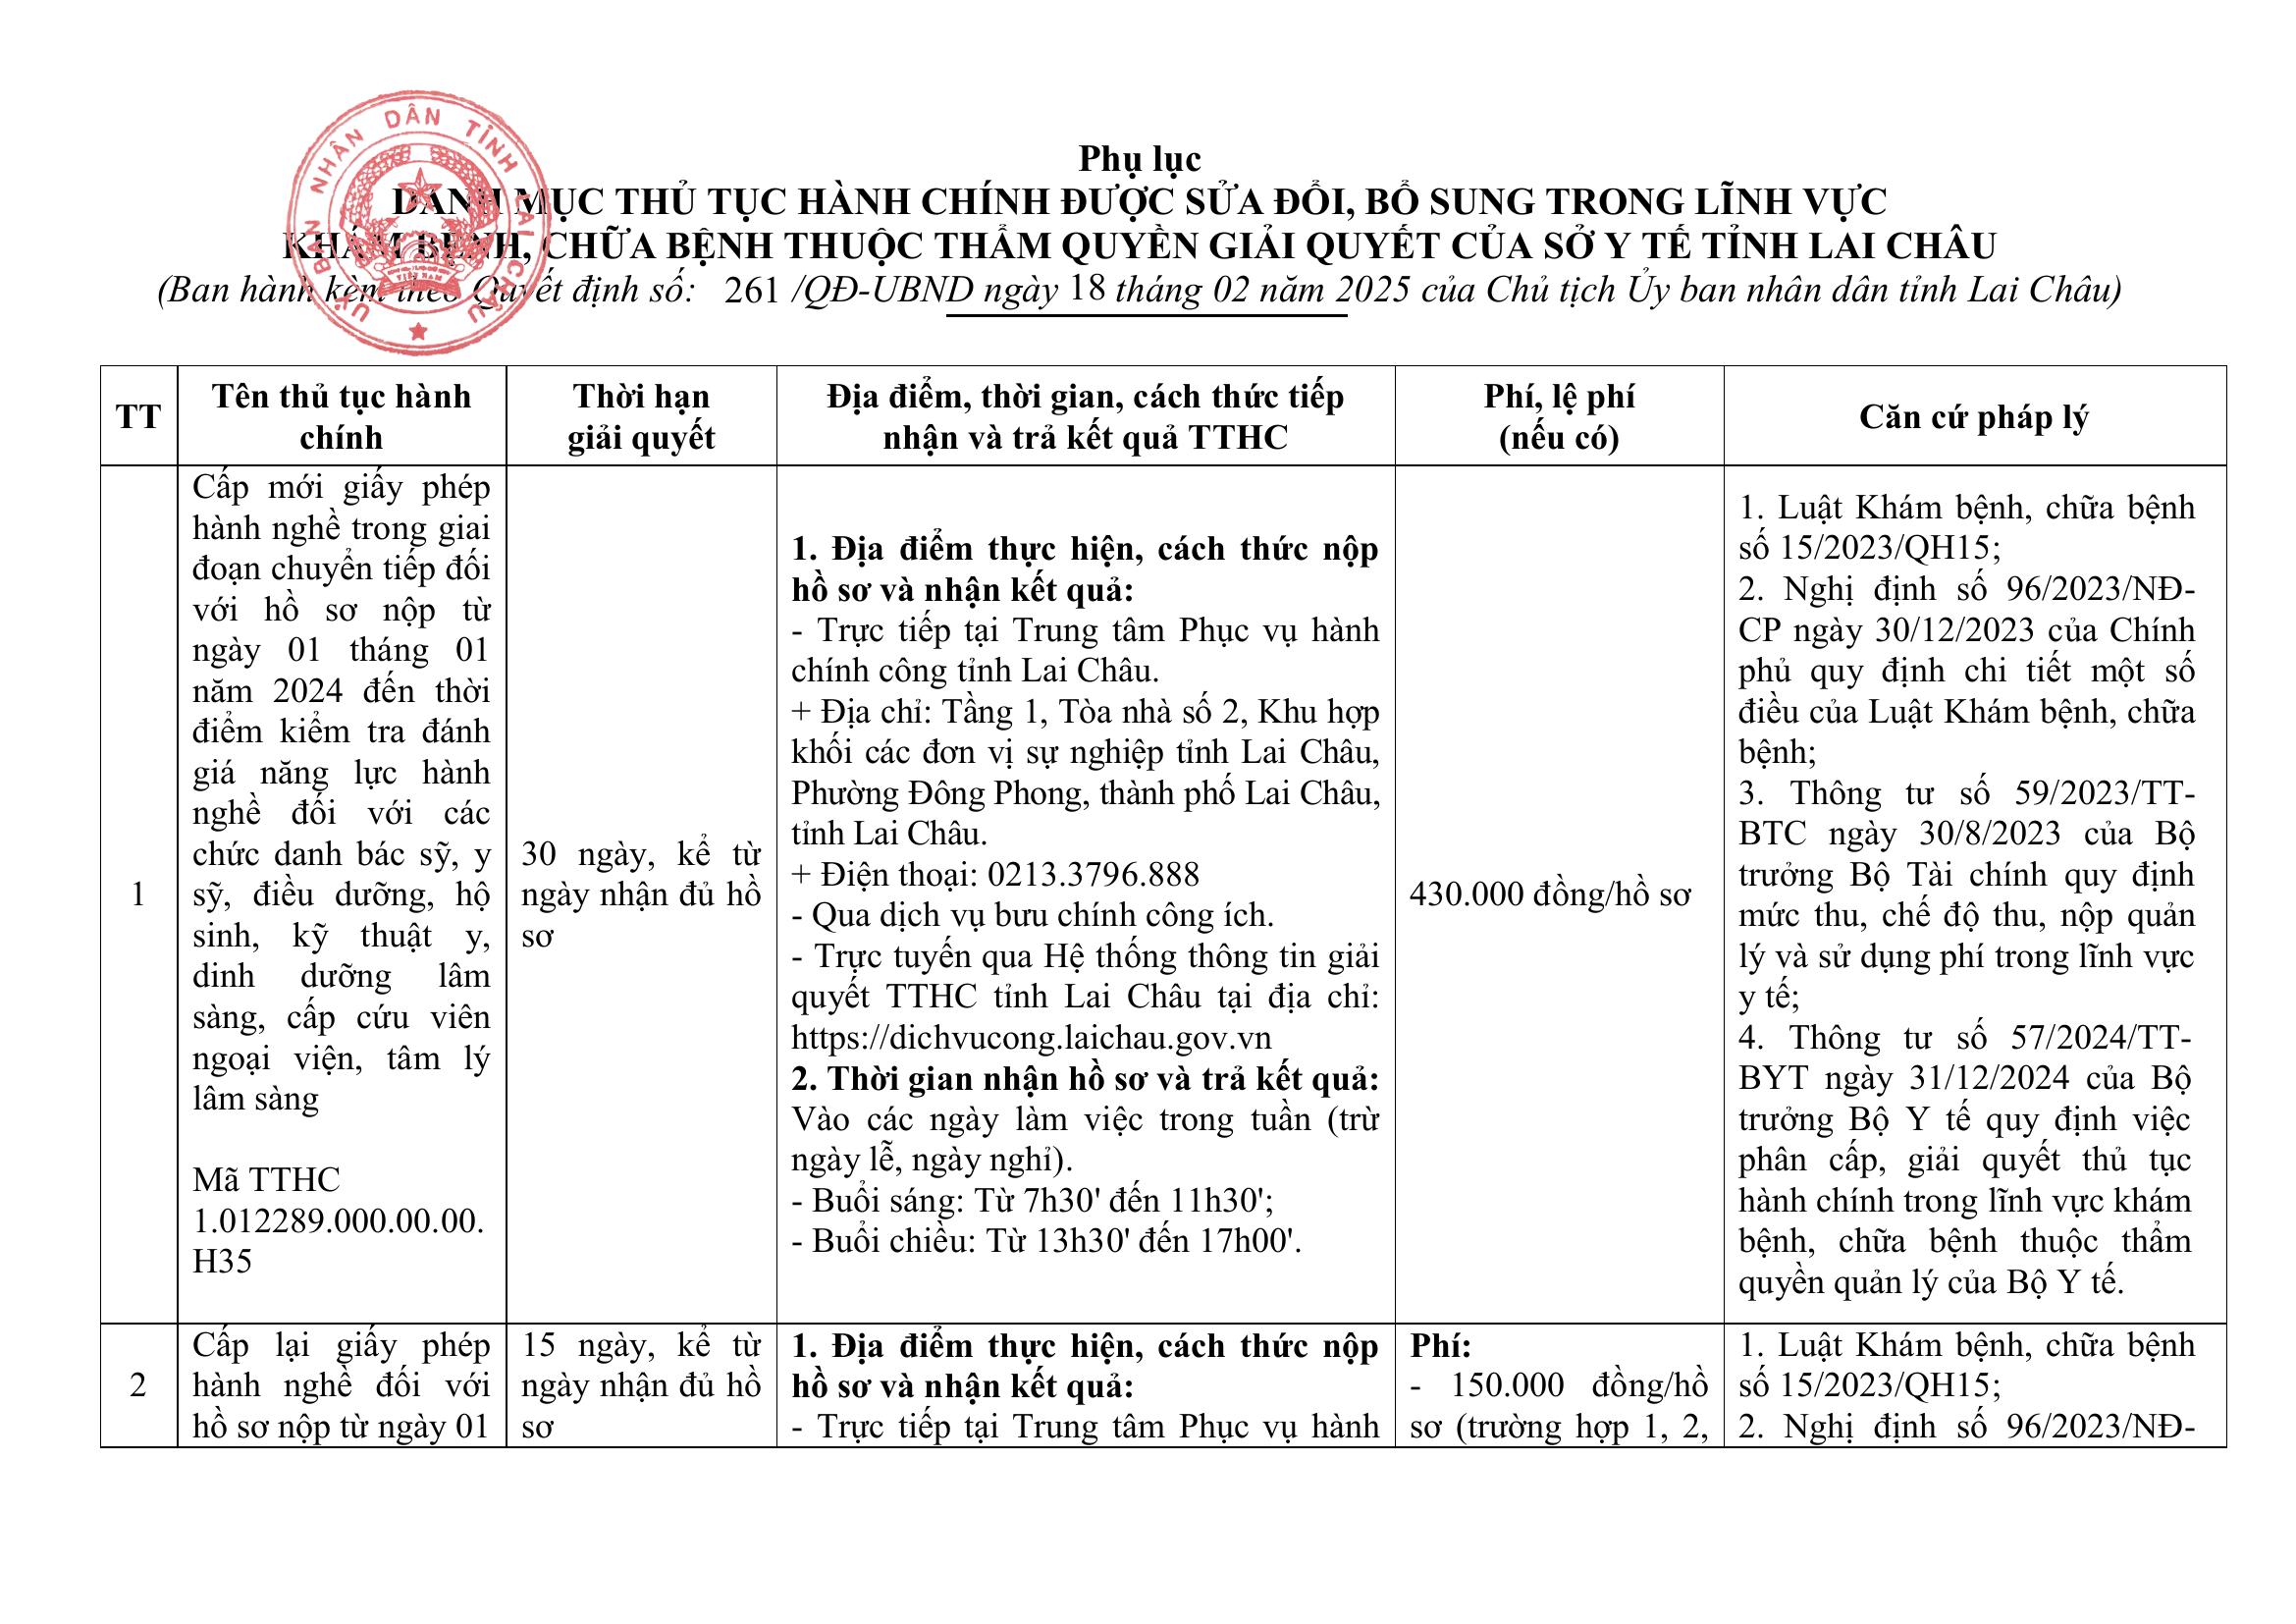 ỦY BAN NHÂN DÂN TỈNH LAI CHÂU
VIỆT NAM
Phụ lục
DANH MỤC THỦ TỤC HÀNH CHÍNH ĐƯỢC SỬA ĐỔI, BỔ SUNG TRONG LĨNH VỰC
KHÁM BỆNH, CHỮA BỆNH THUỘC THẨM QUYỀN GIẢI QUYẾT CỦA SỞ Y TẾ TỈNH LAI CHÂU
(Ban hành kèm theo Quyết định số: 261 /QĐ-UBND ngày 18 tháng 02 năm 2025 của Chủ tịch Ủy ban nhân dân tỉnh Lai Châu)
TT
Tên thủ tục hành
chính
Thời hạn
giải quyết
Địa điểm, thời gian, cách thức tiếp
nhận và trả kết quả TTHC
Phí, lệ phí
(nếu có)
Căn cứ pháp lý
1
Cấp mới giấy phép
hành nghề trong giai
đoạn chuyển tiếp đối
với hồ sơ nộp từ
ngày 01 tháng 01
năm 2024 đến thời
điểm kiểm tra đánh
giá năng lực hành
nghề đối với các
chức danh bác sỹ, y
sỹ, điều dưỡng, hộ
sinh, kỹ thuật y,
dinh dưỡng lâm
sàng, cấp cứu viên
ngoại viện, tâm lý
lâm sàng
Mã TTHC
1.012289.000.00.00.
H35
30 ngày, kể từ
ngày nhận đủ hồ
sơ
1. Địa điểm thực hiện, cách thức nộp
hồ sơ và nhận kết quả:
- Trực tiếp tại Trung tâm Phục vụ hành
chính công tỉnh Lai Châu.
+ Địa chỉ: Tầng 1, Tòa nhà số 2, Khu hợp
khối các đơn vị sự nghiệp tỉnh Lai Châu,
Phường Đông Phong, thành phố Lai Châu,
tỉnh Lai Châu.
+ Điện thoại: 0213.3796.888
- Qua dịch vụ bưu chính công ích.
- Trực tuyến qua Hệ thống thông tin giải
quyết TTHC tỉnh Lai Châu tại địa chỉ:
https://dichvucong.laichau.gov.vn
2. Thời gian nhận hồ sơ và trả kết quả:
Vào các ngày làm việc trong tuần (trừ
ngày lễ, ngày nghỉ).
- Buổi sáng: Từ 7h30' đến 11h30';
- Buổi chiều: Từ 13h30' đến 17h00'.
430.000 đồng/hồ sơ
1. Luật Khám bệnh, chữa bệnh
số 15/2023/QH15;
2. Nghị định số 96/2023/NĐ-
CP ngày 30/12/2023 của Chính
phủ quy định chi tiết một số
điều của Luật Khám bệnh, chữa
bệnh;
3. Thông tư số 59/2023/TT-
BTC ngày 30/8/2023 của Bộ
trưởng Bộ Tài chính quy định
mức thu, chế độ thu, nộp quản
lý và sử dụng phí trong lĩnh vực
y tế;
4. Thông tư số 57/2024/TT-
BYT ngày 31/12/2024 của Bộ
trưởng Bộ Y tế quy định việc
phân cấp, giải quyết thủ tục
hành chính trong lĩnh vực khám
bệnh, chữa bệnh thuộc thẩm
quyền quản lý của Bộ Y tế.
2
Cấp lại giấy phép
hành nghề đối với
hồ sơ nộp từ ngày 01
15 ngày, kể từ
ngày nhận đủ hồ
sơ
1. Địa điểm thực hiện, cách thức nộp
hồ sơ và nhận kết quả:
- Trực tiếp tại Trung tâm Phục vụ hành
Phí:
- 150.000 đồng/hồ
sơ (trường hợp 1, 2,
1. Luật Khám bệnh, chữa bệnh
số 15/2023/QH15;
2. Nghị định số 96/2023/NĐ-